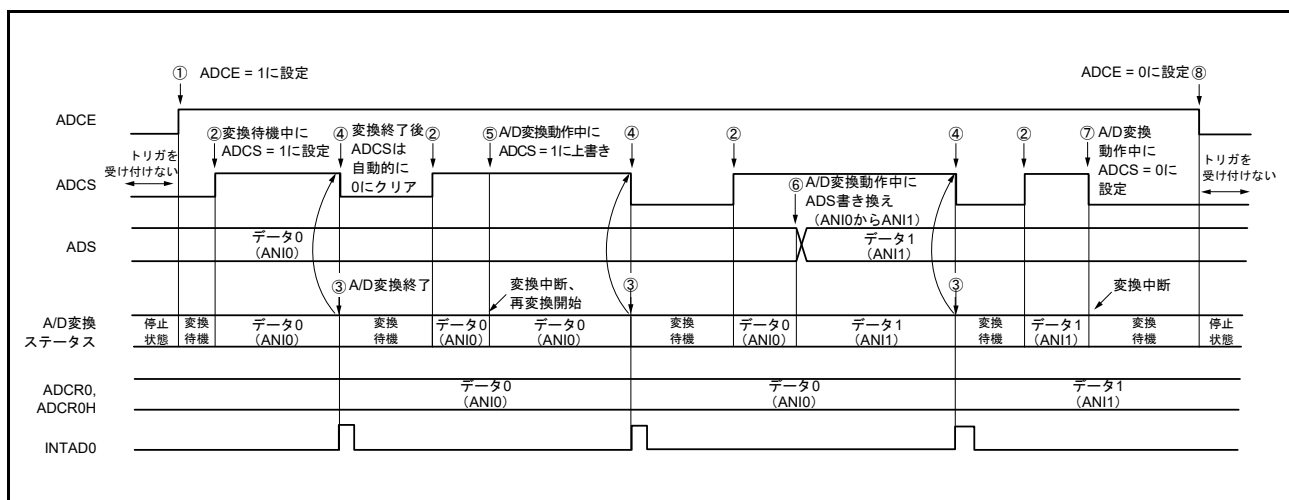 ① ADCE = 1に設定
ADCE = 0に設定 ⑧
ADCE
トリガを
受け付けない
② 変換待機中に
ADCS = 1に設定
④ 変換終了後
ADCSは
自動的に
0にクリア
②
⑤ A/D変換動作中に
ADCS = 1に上書き
④
②
④
②
⑦ A/D変換
動作中に
ADCS = 0に
設定
トリガを
受け付けない
ADCS
⑥ A/D変換動作中に
ADS書き換え
(ANI0からANI1)
ADS
データ0
(ANI0)
データ1
(ANI1)
③ A/D変換終了
変換中断、
再変換開始
③
③
変換中断
A/D変換
ステータス
停止
状態
変換
待機
データ0
(ANI0)
変換
待機
データ0
(ANI0)
データ0
(ANI0)
変換
待機
データ0
(ANI0)
データ1
(ANI1)
変換
待機
データ1
(ANI1)
変換
待機
停止
状態
ADCR0,
ADCR0H
データ0
(ANI0)
データ0
(ANI0)
データ1
(ANI1)
INTAD0